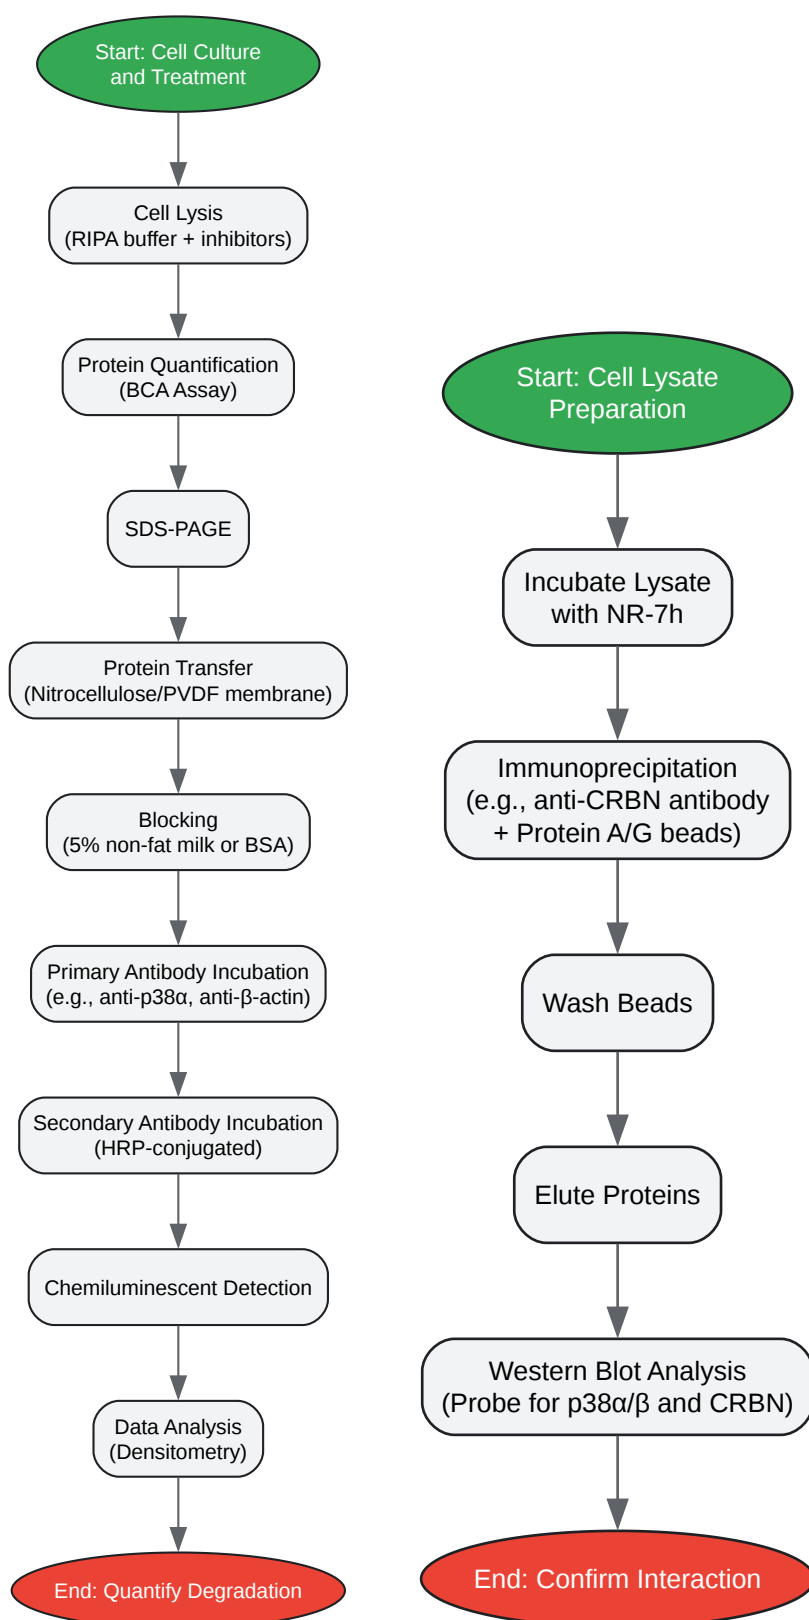 Start: Cell Culture
and Treatment
Cell Lysis
(RIPA buffer + inhibitors)
Protein Quantification
(BCA Assay)
SDS-PAGE
Protein Transfer
(Nitrocellulose/PVDF membrane)
Blocking
(5% non-fat milk or BSA)
Primary Antibody Incubation
(e.g., anti-p38α, anti-β-actin)
Secondary Antibody Incubation
(HRP-conjugated)
Chemiluminescent Detection
Data Analysis
(Densitometry)
End: Quantify Degradation
Start: Cell Lysate
Preparation
Incubate Lysate
with NR-7h
Immunoprecipitation
(e.g., anti-CRBN antibody
+ Protein A/G beads)
Wash Beads
Elute Proteins
Western Blot Analysis
(Probe for p38α/β and CRBN)
End: Confirm Interaction